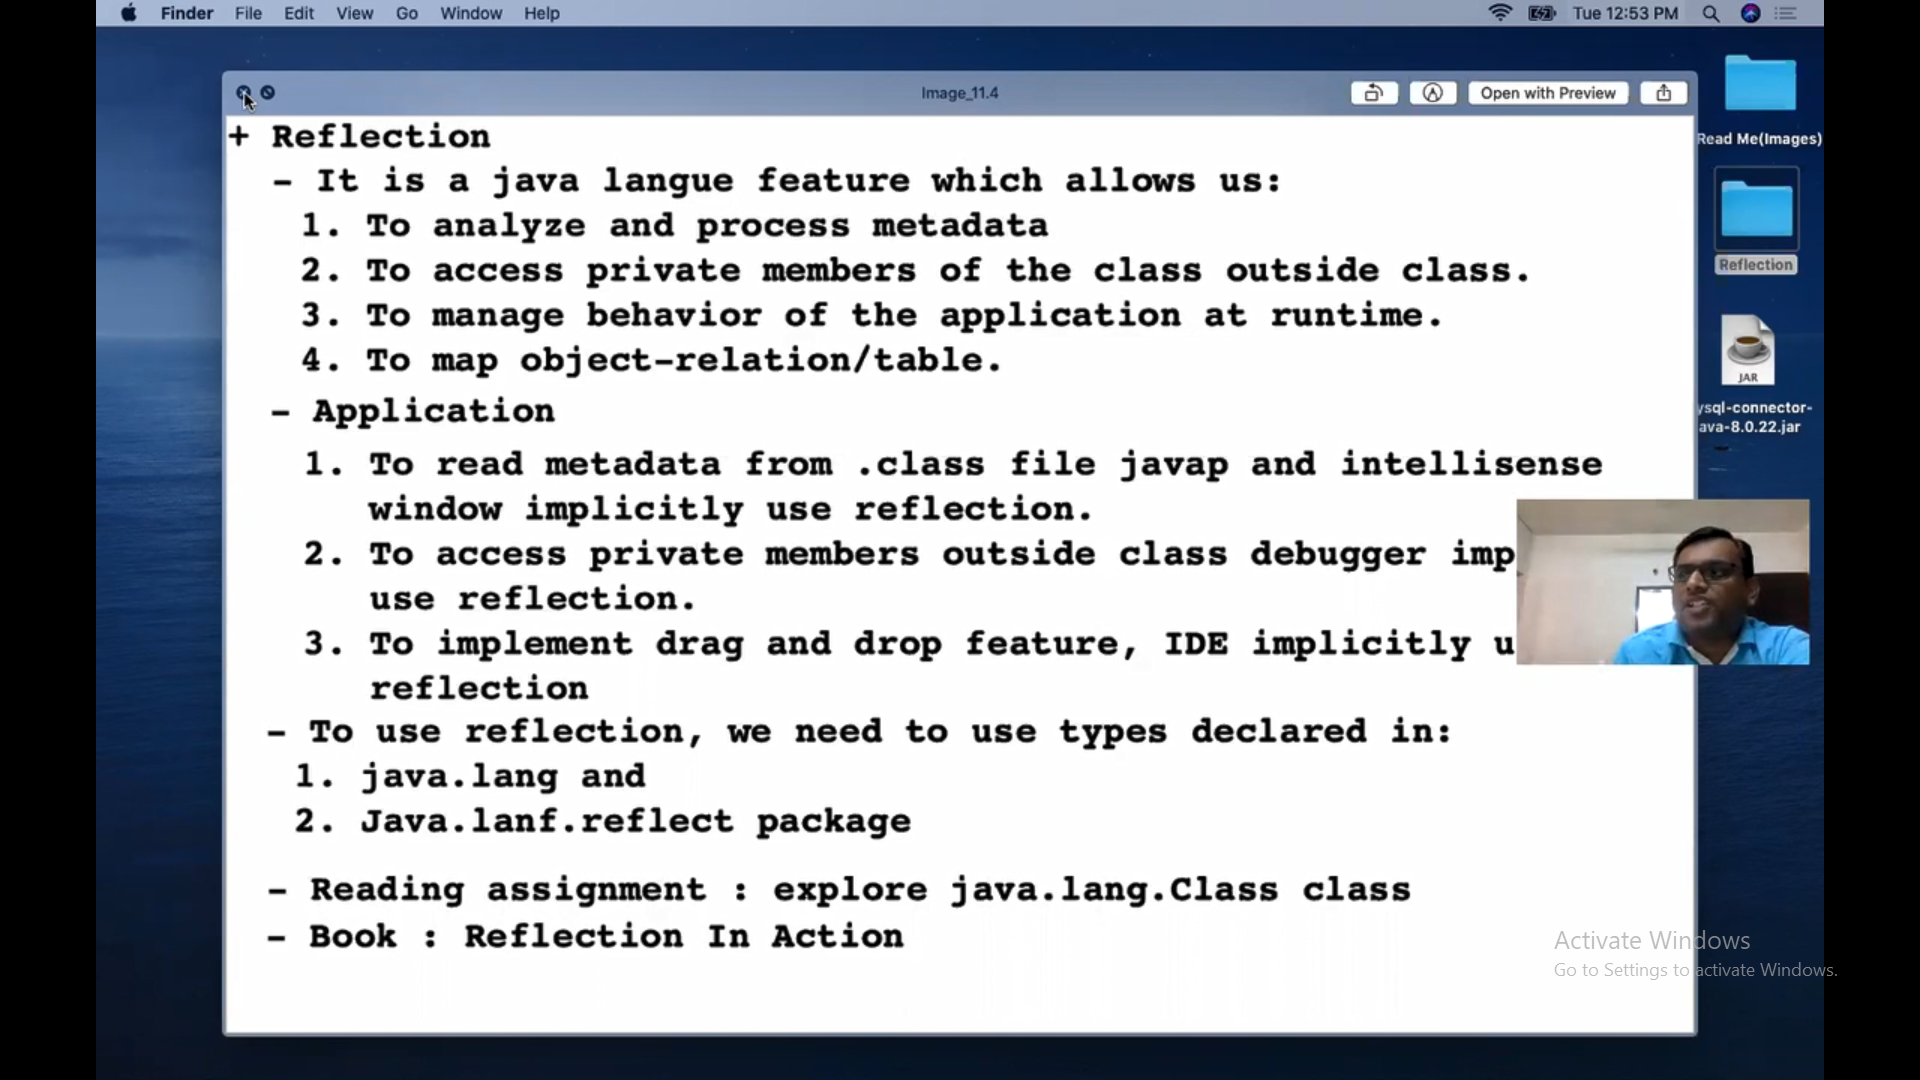 Finder File Edit View Go Window Help Tue 12:53 PM
Image_11.4 Open with Preview
+ Reflection
- It is a java langue feature which allows us:
1. To analyze and process metadata
2. To access private members of the class outside class.
3. To manage behavior of the application at runtime.
4. To map object-relation/table.
- Application
1. To read metadata from .class file javap and intellisense
window implicitly use reflection.
2. To access private members outside class debugger imp
use reflection.
3. To implement drag and drop feature, IDE implicitly u
reflection
- To use reflection, we need to use types declared in:
1. java.lang and
2. Java.lanf.reflect package
- Reading assignment : explore java.lang.Class class
- Book : Reflection In Action
Read Me(Images)
Reflection
JAR
ysql-connector-
ava-8.0.22.jar
Activate Windows
Go to Settings to activate Windows.